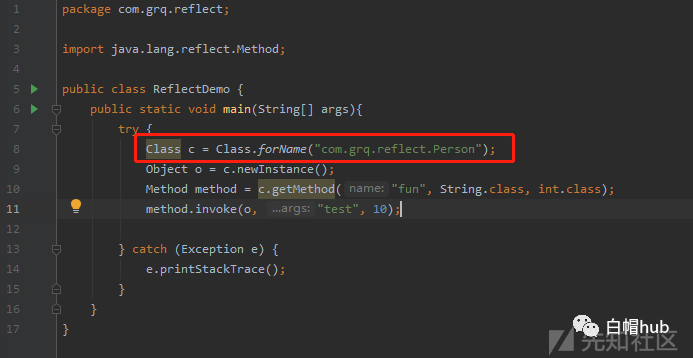 1 package com.grq.reflect;
2
3 import java.lang.reflect.Method;
4
5 public class ReflectDemo {
6 public static void main(String[] args){
7 try {
8 Class c = Class.forName("com.grq.reflect.Person");
9 Object o = c.newInstance();
10 Method method = c.getMethod( name: "fun", String.class, int.class);
11 method.invoke(o, ...args: "test", 10);
12
13 } catch (Exception e) {
14 e.printStackTrace();
15 }
16 }
17 }
白帽hub
先知社区